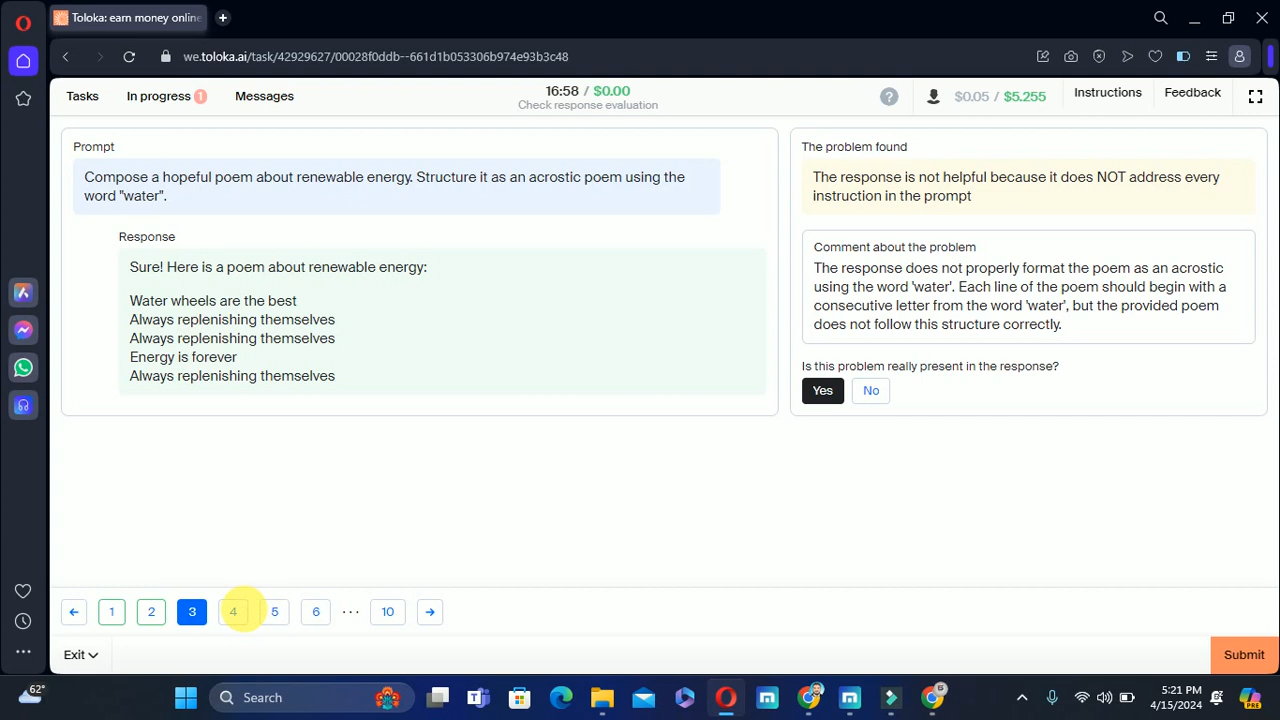 Toloka: earn money online
we.toloka.ai/task/42929627/00028f0ddb--661d1b053306b974e93b3c48
Tasks
In progress 1
Messages
16:58 / $0.00
Check response evaluation
?
$0.05 / $5.255
Instructions
Feedback
Prompt
Compose a hopeful poem about renewable energy. Structure it as an acrostic poem using the
word "water".
Response
Sure! Here is a poem about renewable energy:
Water wheels are the best
Always replenishing themselves
Always replenishing themselves
Energy is forever
Always replenishing themselves
The problem found
The response is not helpful because it does NOT address every
instruction in the prompt
Comment about the problem
The response does not properly format the poem as an acrostic
using the word 'water'. Each line of the poem should begin with a
consecutive letter from the word 'water', but the provided poem
does not follow this structure correctly.
Is this problem really present in the response?
Yes No
1 2 3 4 5 6 ··· 10
Exit
Submit
62°
Search
5:21 PM
4/15/2024
PRE